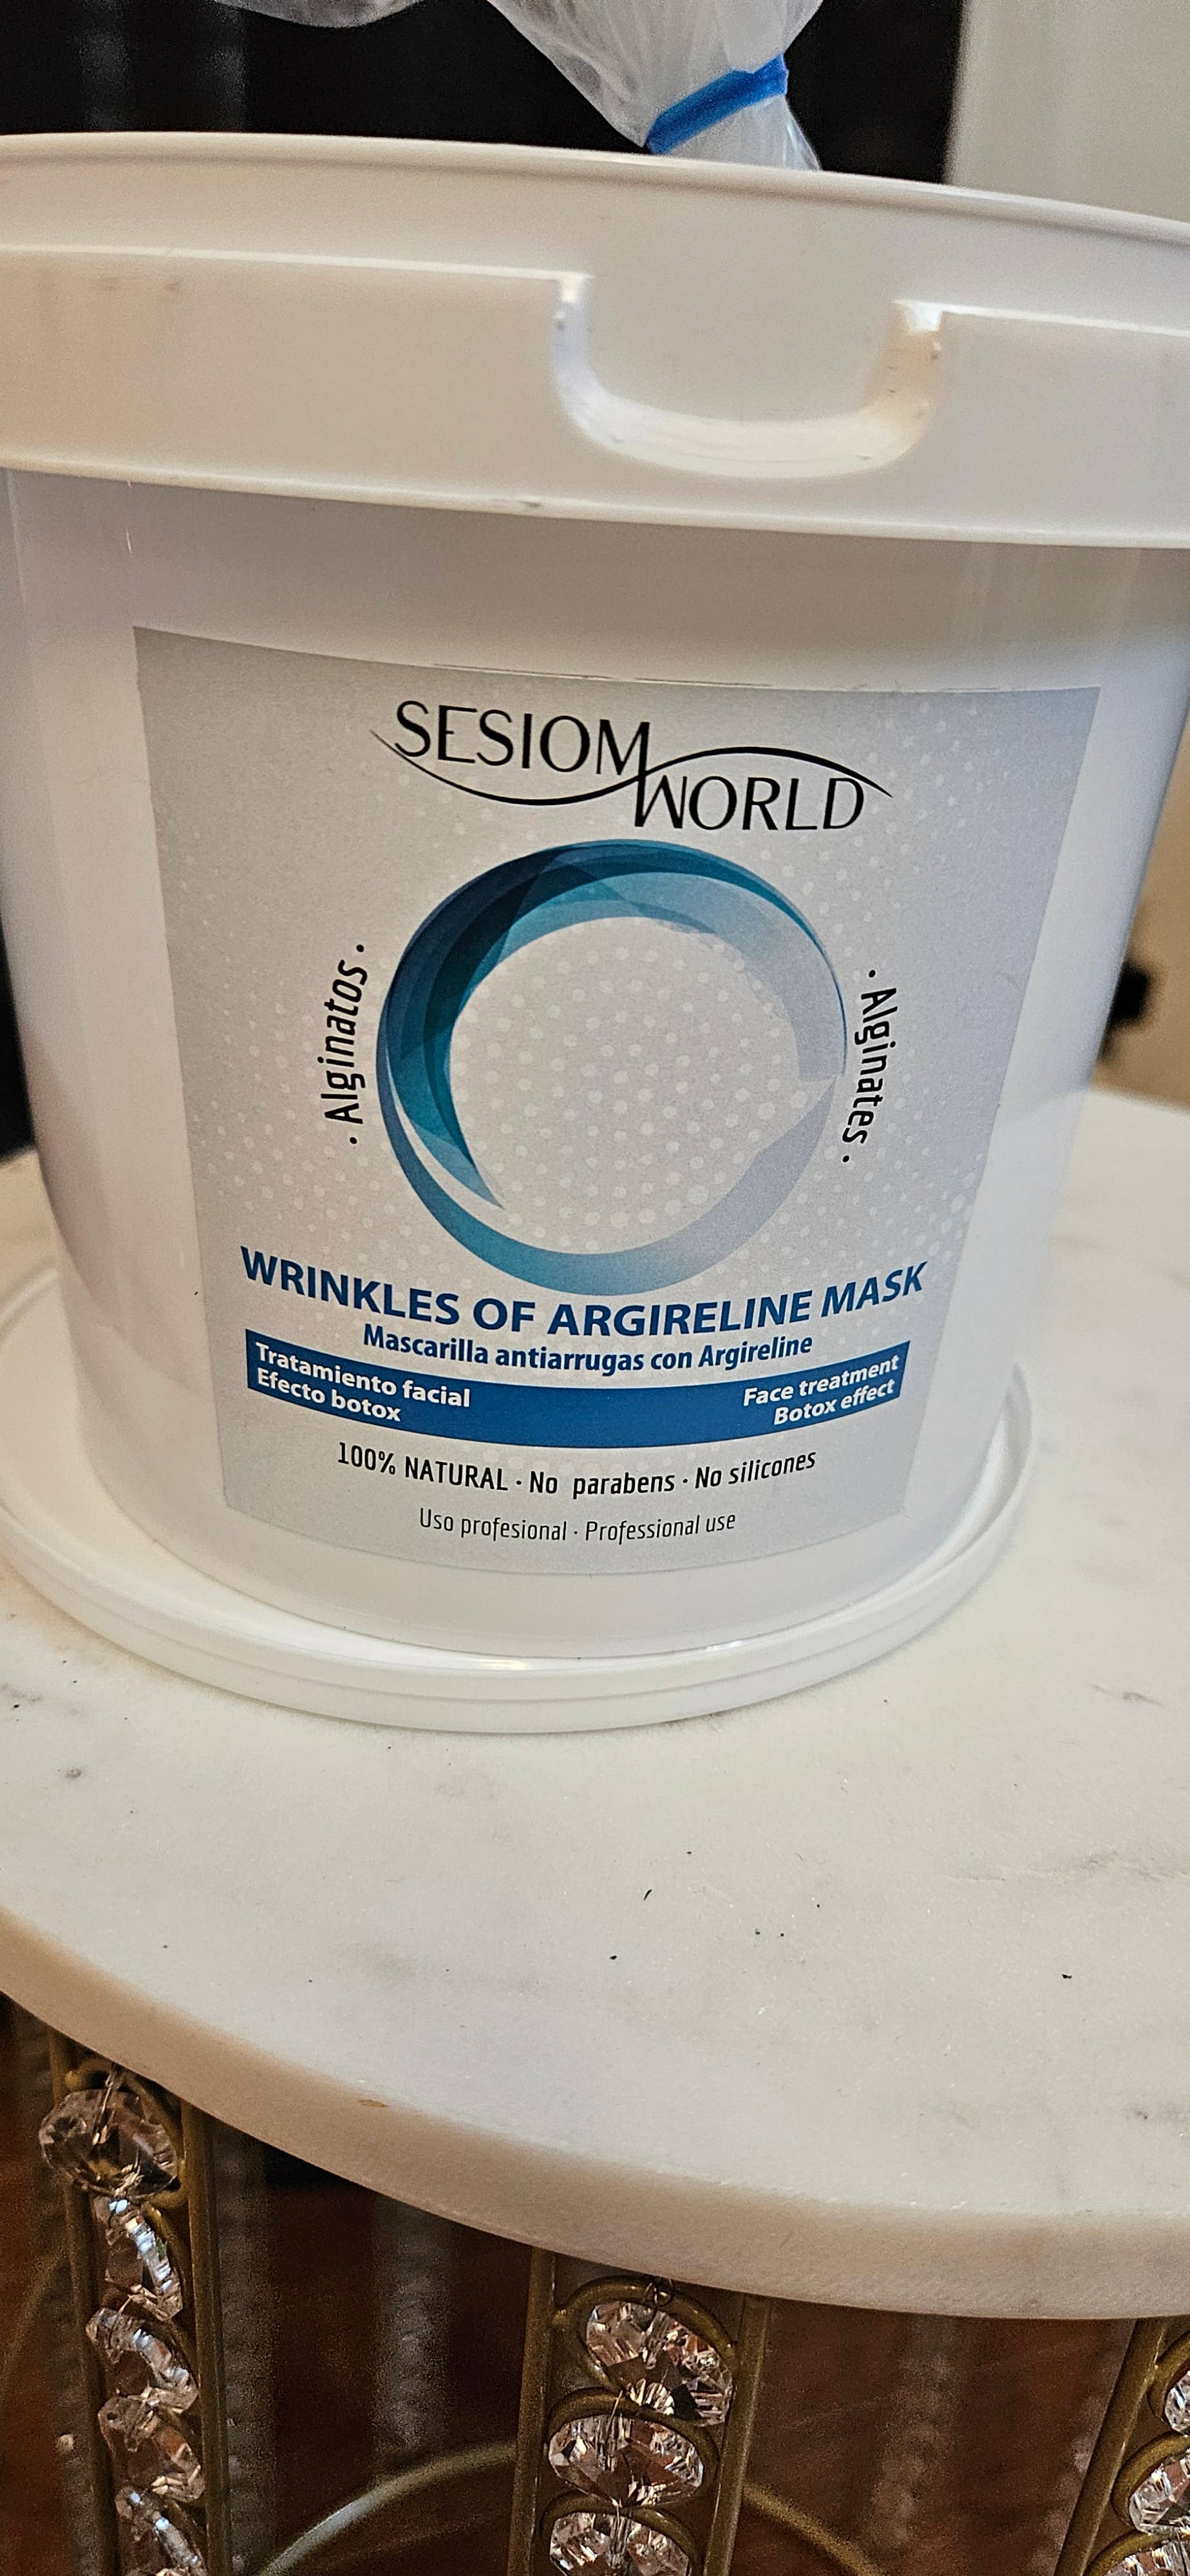 SESIOM
WORLD
· Alginatos ·
· Alginates ·
WRINKLES OF ARGIRELINE MASK
Mascarilla antiarrugas con Argireline
Tratamiento facial
Efecto botox
Face treatment
Botox effect
100% NATURAL · No parabens · No silicones
Uso profesional · Professional use